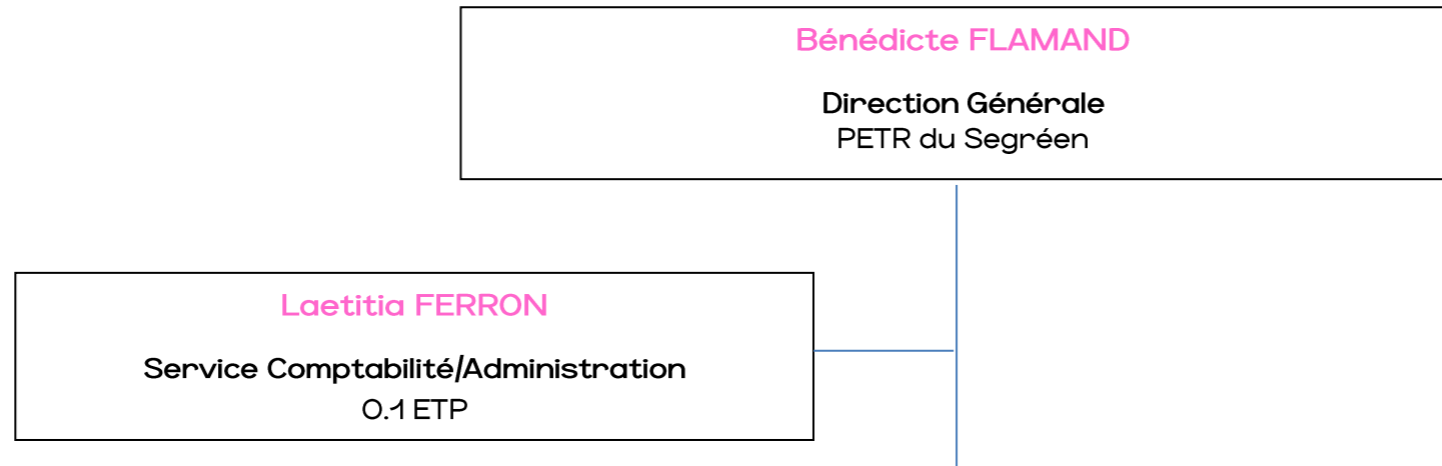 Bénédicte FLAMAND
Direction Générale
PETR du Segréen
Laetitia FERRON
Service Comptabilité/Administration
0.1 ETP